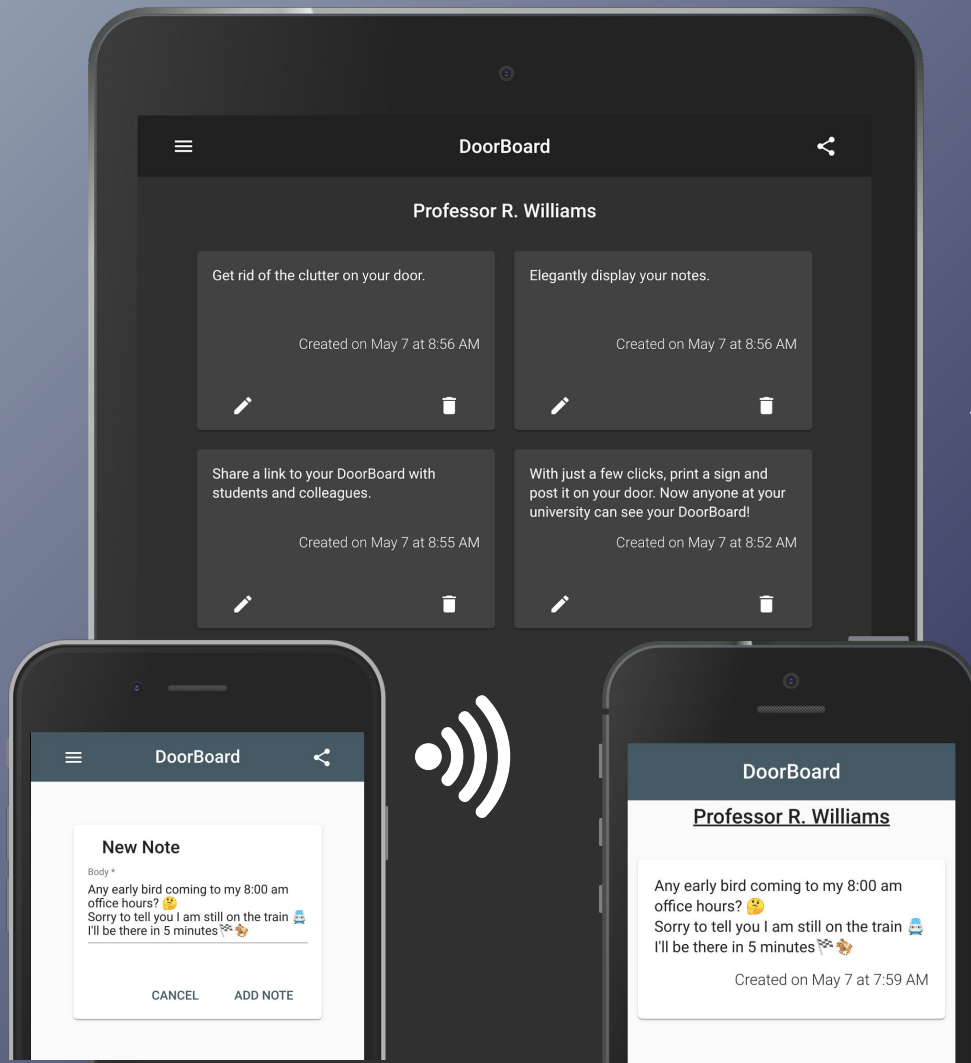 DoorBoard
Professor R. Williams
Get rid of the clutter on your door.
Created on May 7 at 8:56 AM
Elegantly display your notes.
Created on May 7 at 8:56 AM
Share a link to your DoorBoard with
students and colleagues.
Created on May 7 at 8:55 AM
With just a few clicks, print a sign and
post it on your door. Now anyone at your
university can see your DoorBoard!
Created on May 7 at 8:52 AM
DoorBoard
New Note
Body *
Any early bird coming to my 8:00 am
office hours? 🤔
Sorry to tell you I am still on the train 🚊
I'll be there in 5 minutes🏁🏇
CANCEL ADD NOTE
DoorBoard
Professor R. Williams
Any early bird coming to my 8:00 am
office hours? 🤔
Sorry to tell you I am still on the train 🚊
I'll be there in 5 minutes🏁🏇
Created on May 7 at 7:59 AM